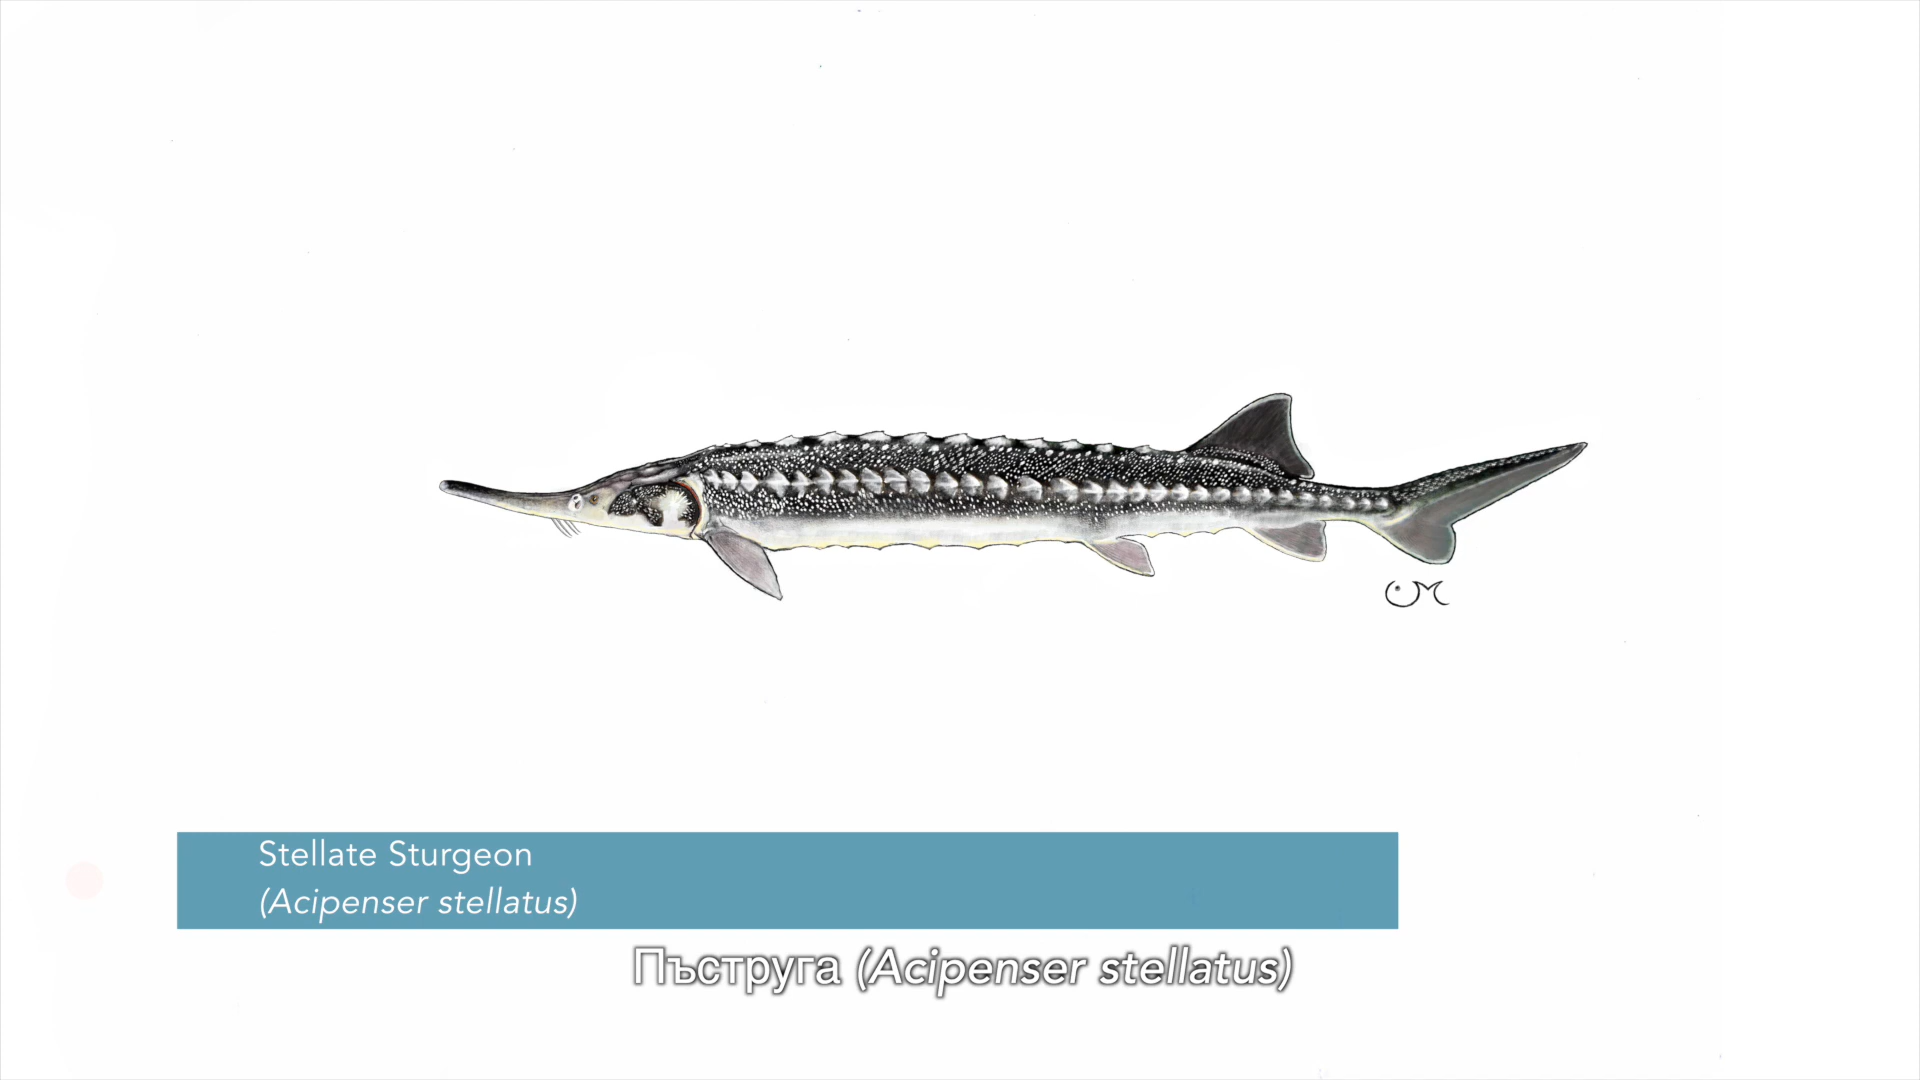 Stellate Sturgeon
(Acipenser stellatus)
Пъструга (Acipenser stellatus)